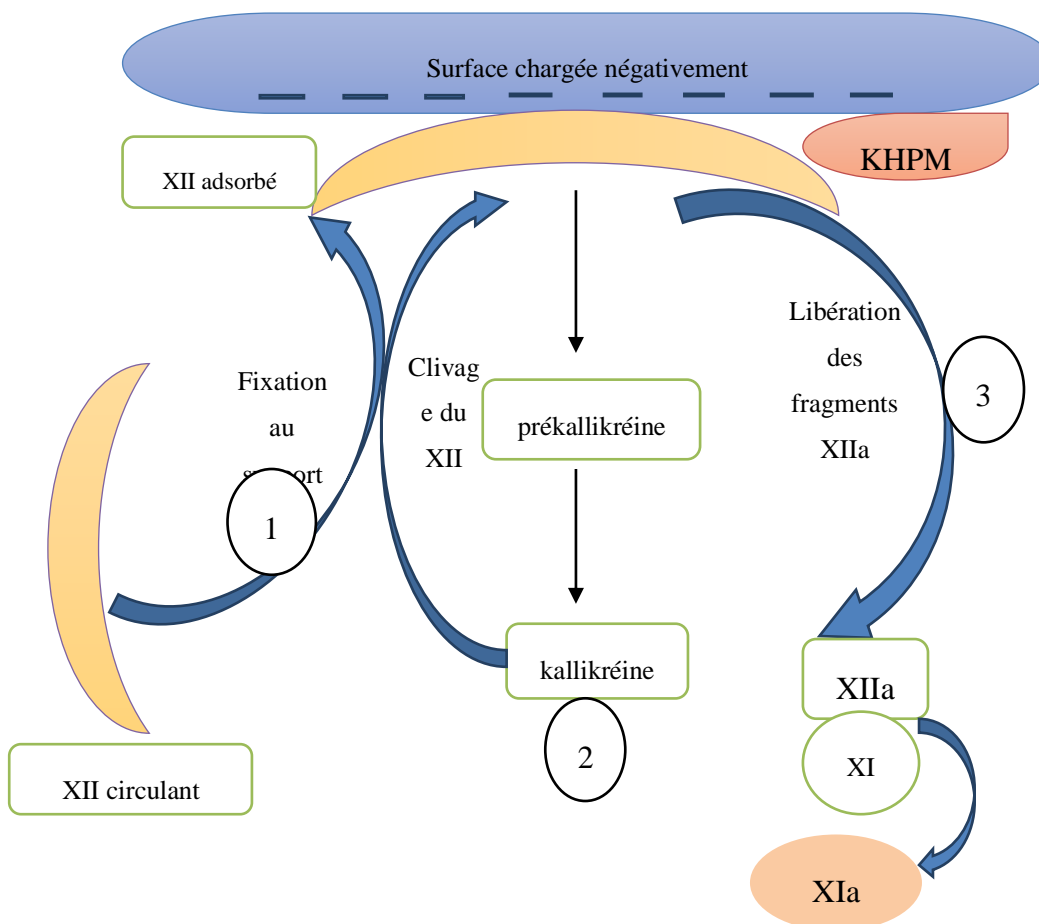 Surface chargée négativement
XII adsorbé
KHPM
Fixation
au
Clivag
e du
XII
prékallikréine
Libération
des
fragments
XIIa
3
1
kallikréine
2
XIIa
XI
XII circulant
XIa